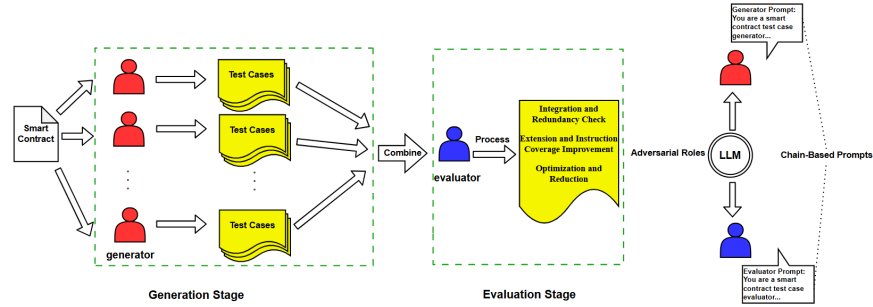 Smart
Contract
generator
Test Cases
Test Cases
Test Cases
Generation Stage
Combine
evaluator
Process
Integration and
Redundancy Check
Extension and Instruction
Coverage Improvement
Optimization and
Reduction
Evaluation Stage
Adversarial Roles
LLM
Chain-Based Prompts
Generator Prompt:
You are a smart
contract test case
generator...
Evaluator Prompt:
You are a smart
contract test case
evaluator...